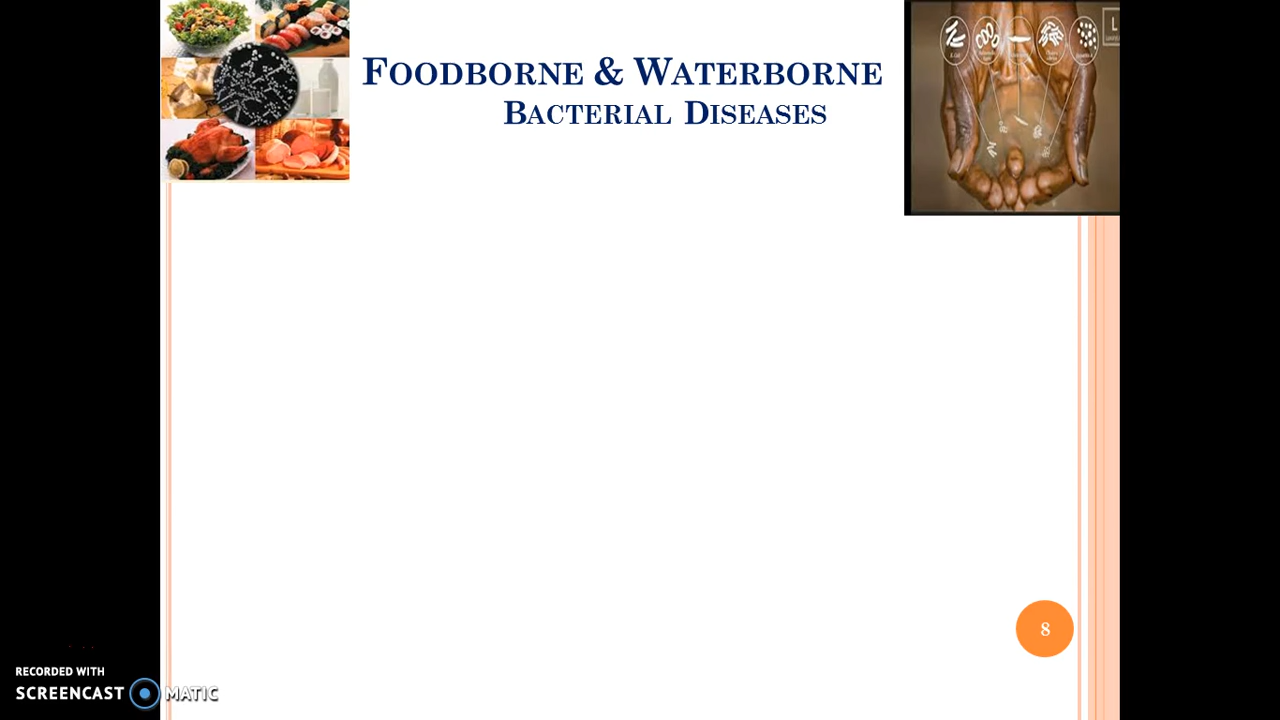 FOODBORNE & WATERBORNE
BACTERIAL DISEASES
L
8
RECORDED WITH
SCREENCAST MATIC